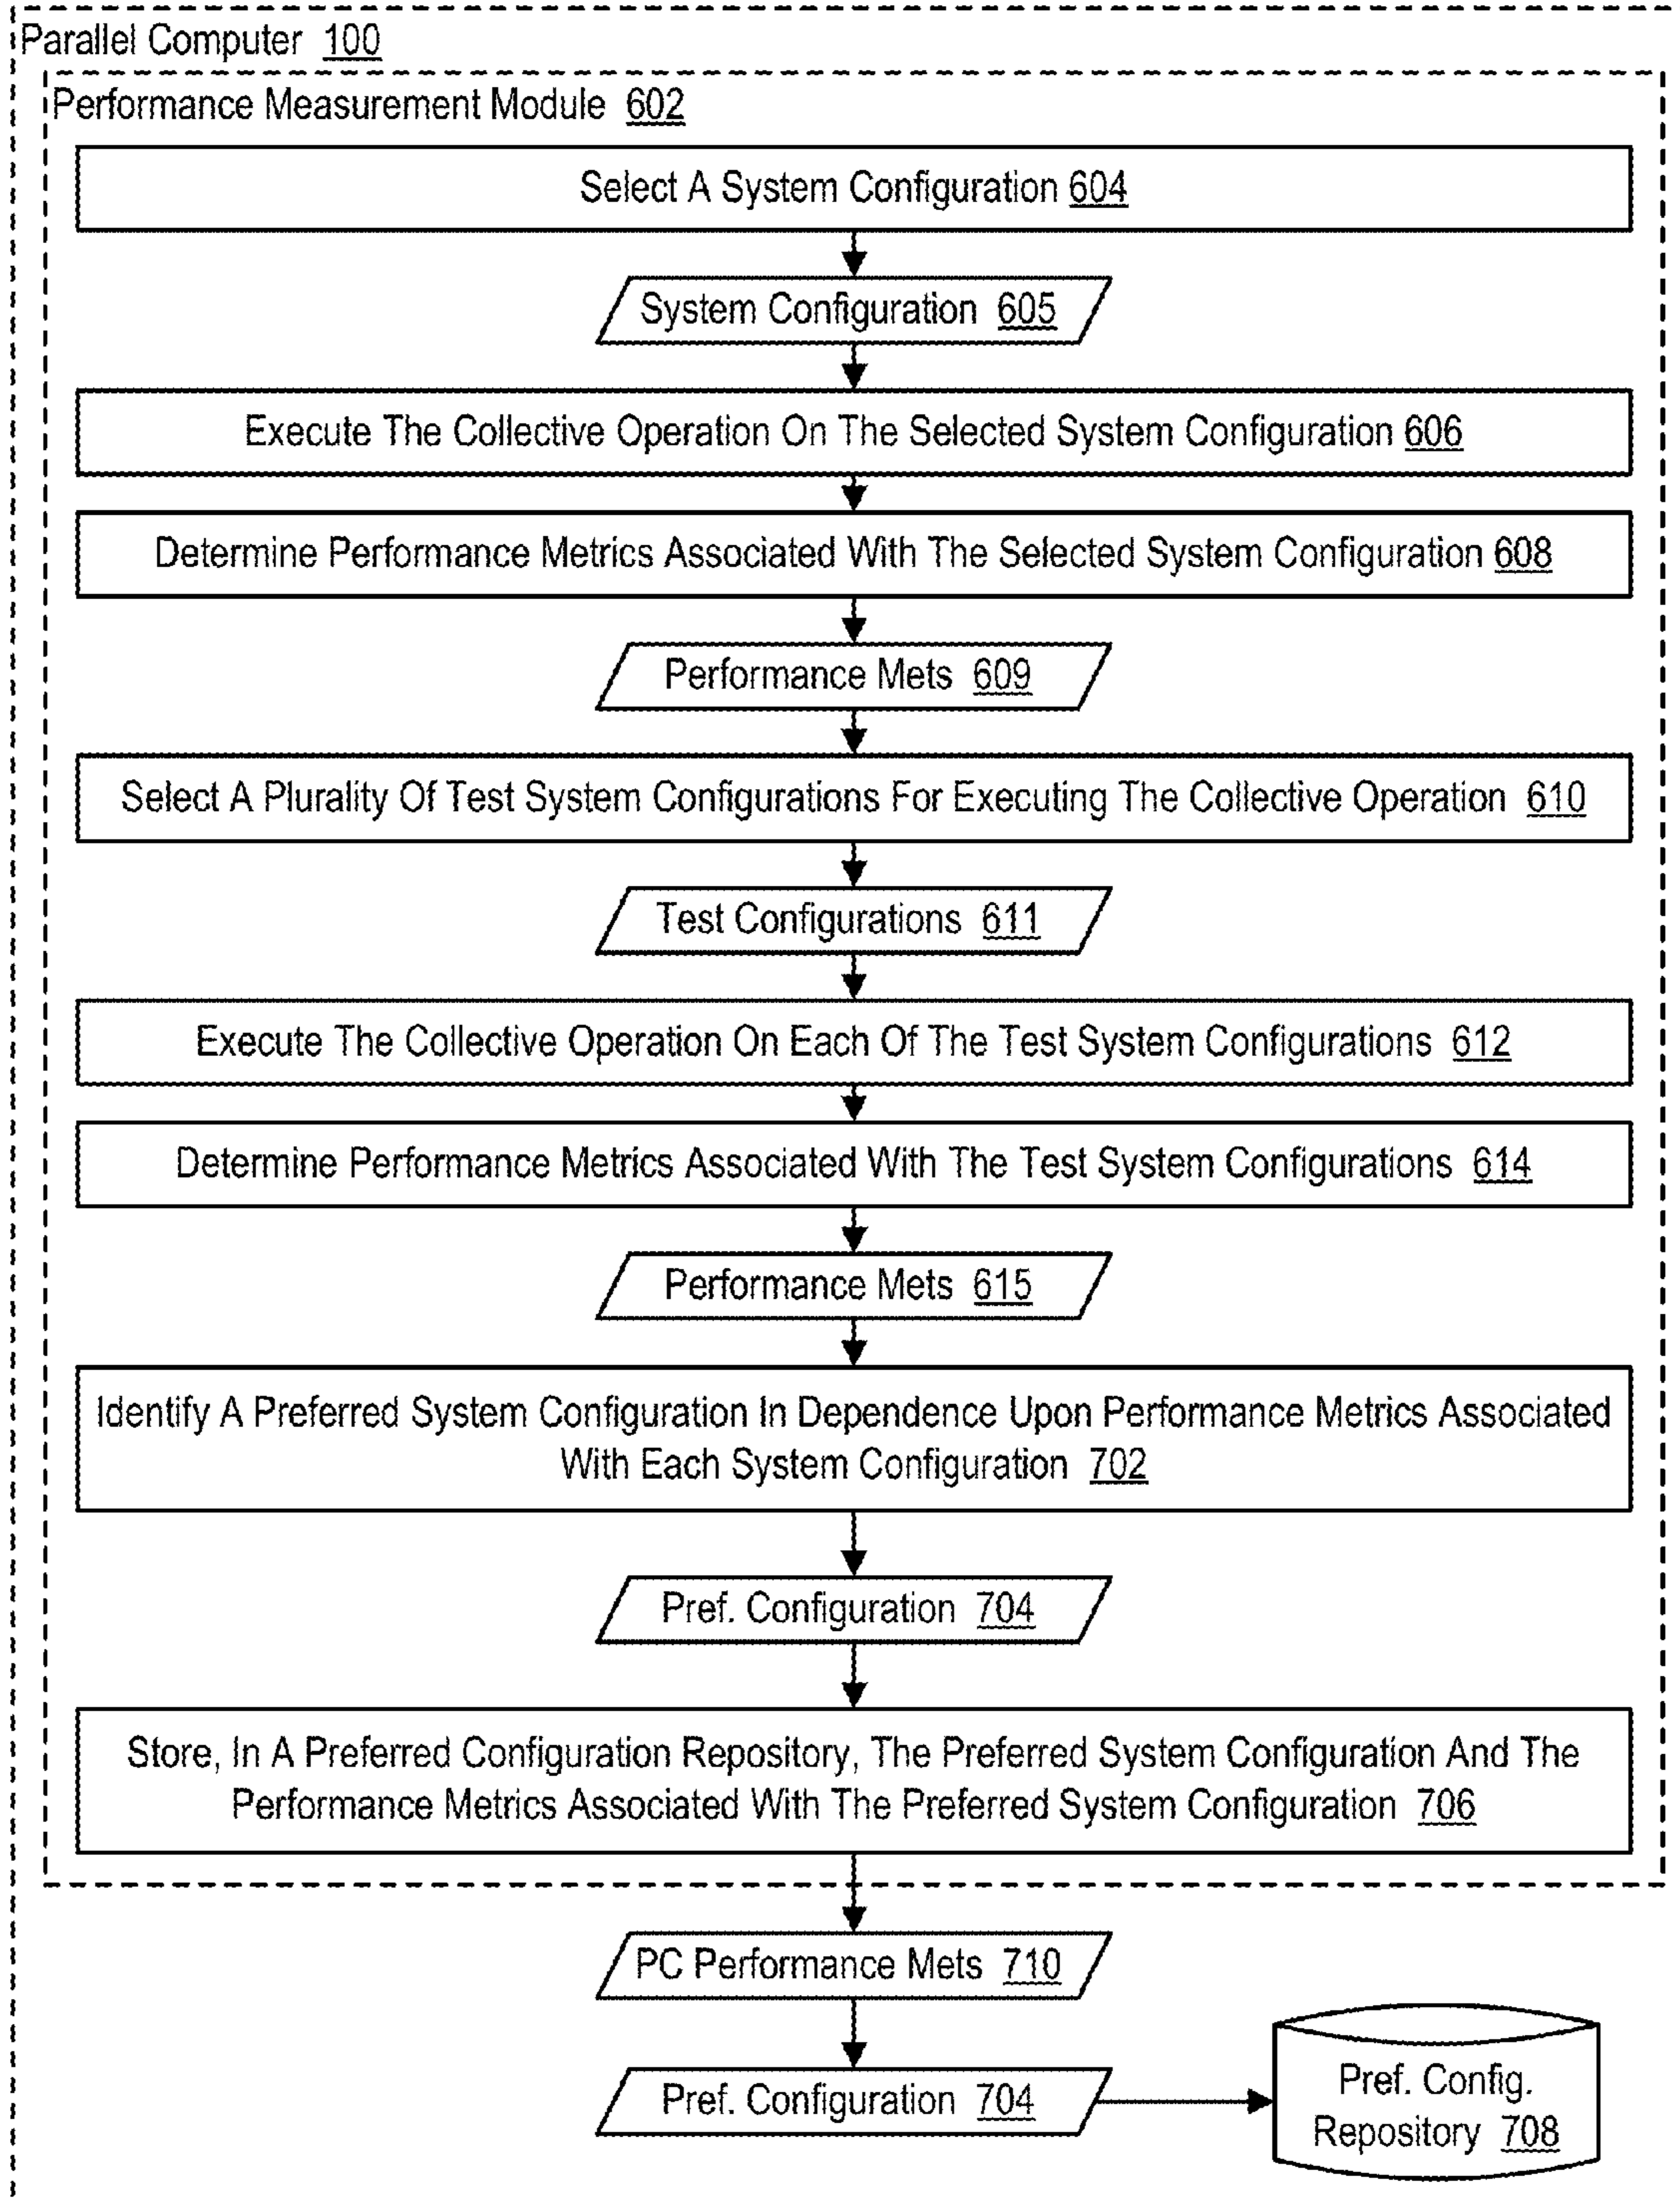 Parallel Computer 100
Performance Measurement Module 602
Select A System Configuration 604
System Configuration 605
Execute The Collective Operation On The Selected System Configuration 606
Determine Performance Metrics Associated With The Selected System Configuration 608
Performance Mets 609
Select A Plurality Of Test System Configurations For Executing The Collective Operation 610
Test Configurations 611
Execute The Collective Operation On Each Of The Test System Configurations 612
Determine Performance Metrics Associated With The Test System Configurations 614
Performance Mets 615
Identify A Preferred System Configuration In Dependence Upon Performance Metrics Associated
With Each System Configuration 702
Pref. Configuration 704
Store, In A Preferred Configuration Repository, The Preferred System Configuration And The
Performance Metrics Associated With The Preferred System Configuration 706
PC Performance Mets 710
Pref. Configuration 704
Pref. Config.
Repository 708